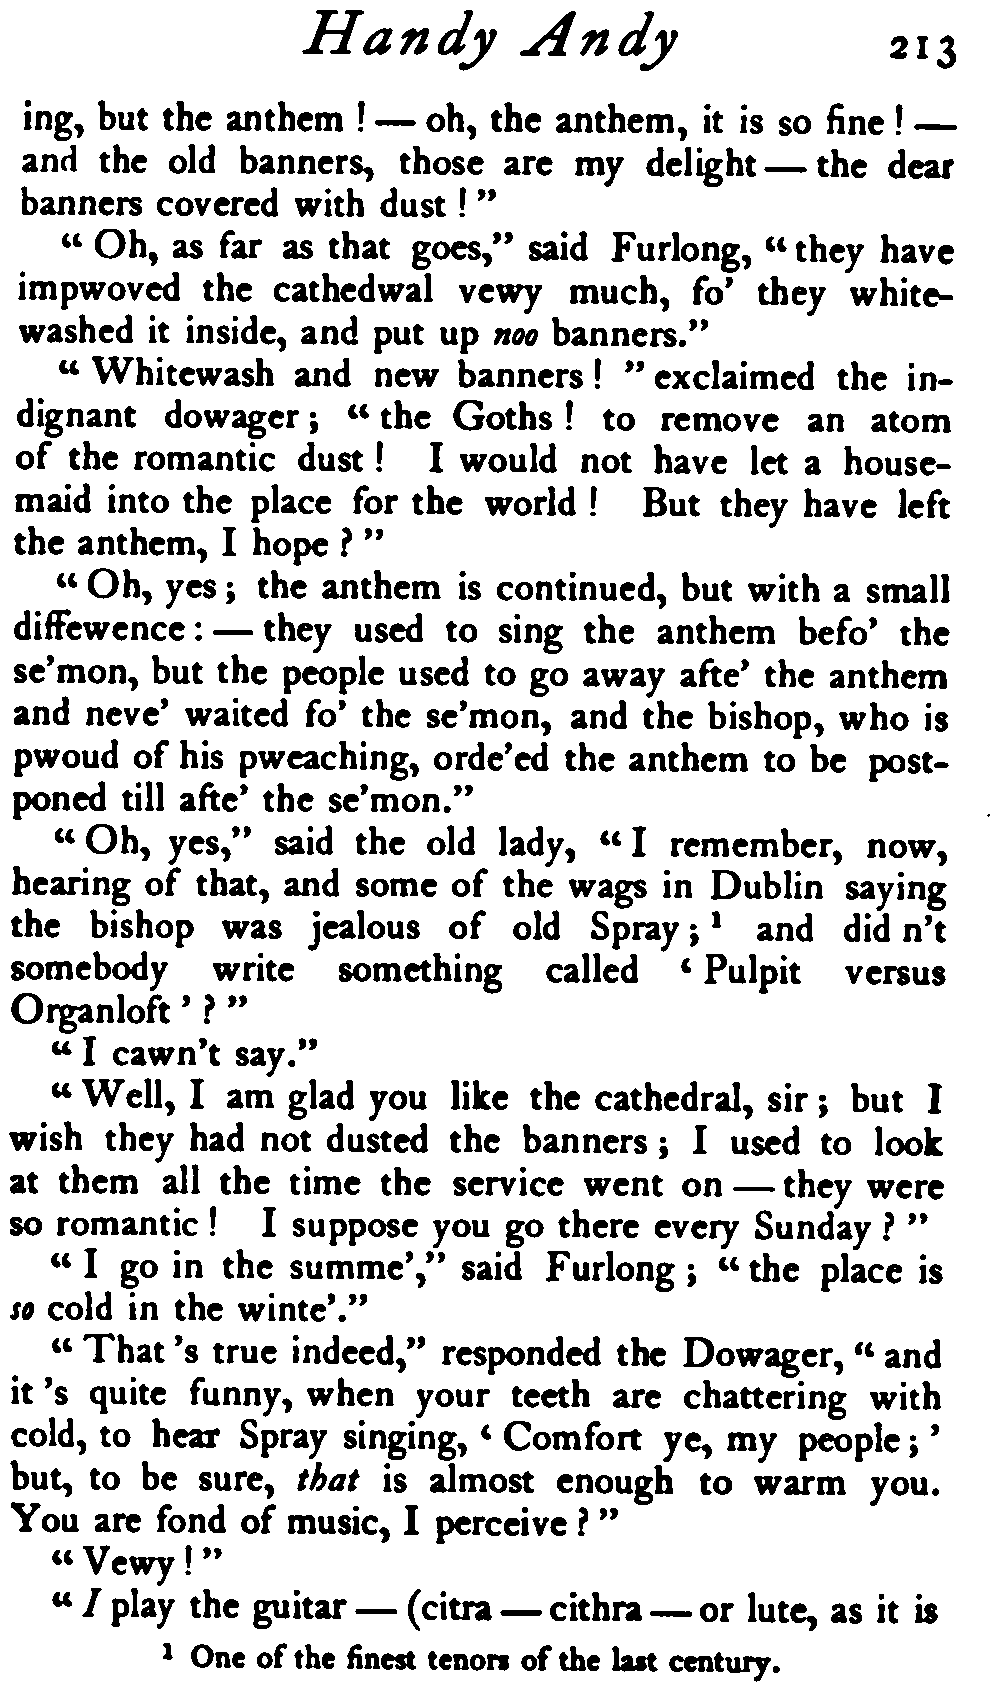 Handy Andy 213
ing, but the anthem ! — oh, the anthem, it is so fine ! —
and the old banners, those are my delight — the dear
banners covered with dust ! ”
“ Oh, as far as that goes,” said Furlong, “ they have
impwoved the cathedwal vewy much, fo’ they white-
washed it inside, and put up noo banners.”
“ Whitewash and new banners ! ” exclaimed the in-
dignant dowager ; “ the Goths ! to remove an atom
of the romantic dust ! I would not have let a house-
maid into the place for the world ! But they have left
the anthem, I hope ? ”
“ Oh, yes ; the anthem is continued, but with a small
diffewence : — they used to sing the anthem befo’ the
se’mon, but the people used to go away afte’ the anthem
and neve’ waited fo’ the se’mon, and the bishop, who is
pwoud of his pweaching, orde’ed the anthem to be post-
poned till afte’ the se’mon.”
“ Oh, yes,” said the old lady, “ I remember, now,
hearing of that, and some of the wags in Dublin saying
the bishop was jealous of old Spray ; ¹ and did n’t
somebody write something called ‘ Pulpit versus
Organloft ’ ? ”
“ I cawn’t say.”
“ Well, I am glad you like the cathedral, sir ; but I
wish they had not dusted the banners ; I used to look
at them all the time the service went on — they were
so romantic ! I suppose you go there every Sunday ? ”
“ I go in the summe’,” said Furlong ; “ the place is
so cold in the winte’.”
“ That ’s true indeed,” responded the Dowager, “ and
it ’s quite funny, when your teeth are chattering with
cold, to hear Spray singing, ‘ Comfort ye, my people ; ’
but, to be sure, that is almost enough to warm you.
You are fond of music, I perceive ? ”
“ Vewy ! ”
“ I play the guitar — (citra — cithra — or lute, as it is
¹ One of the finest tenors of the last century.